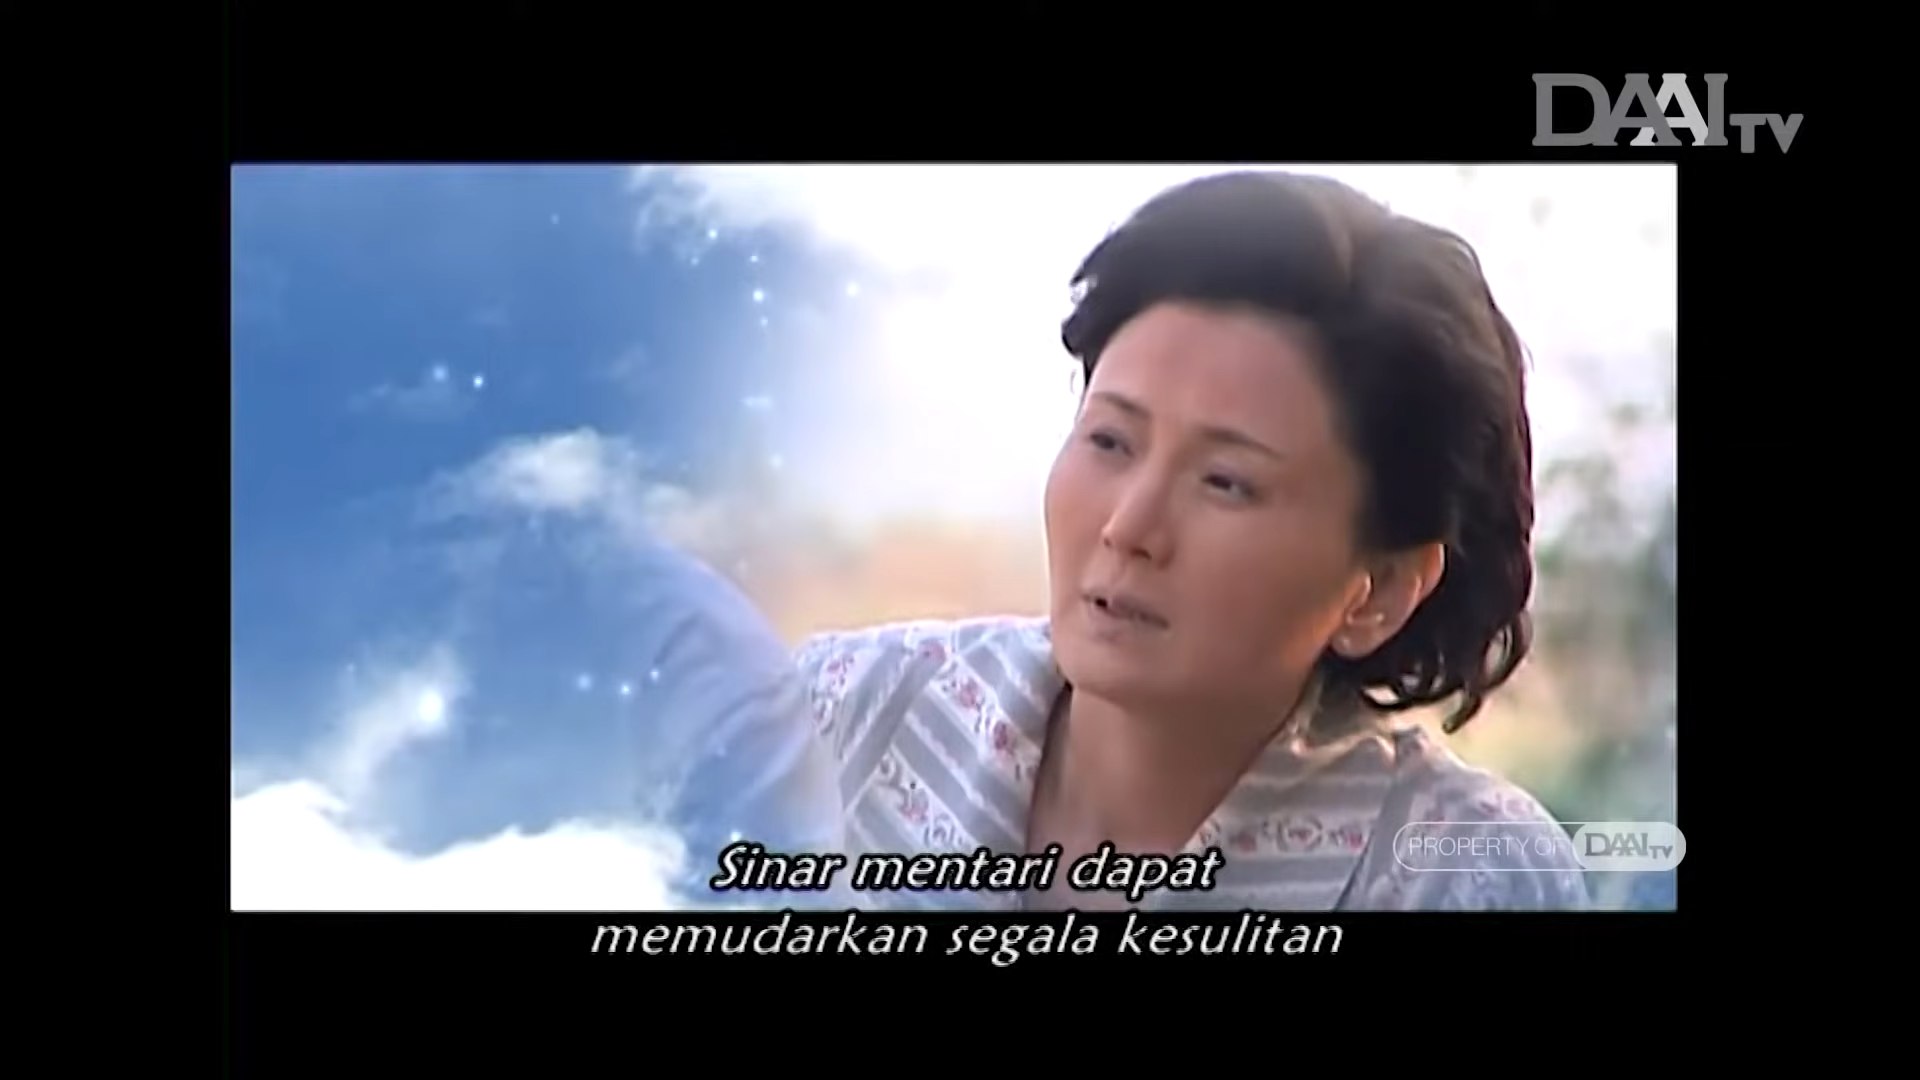 DAAI TV
Sinar mentari dapat
PROPERTY OF DAAI TV
memudarkan segala kesulitan